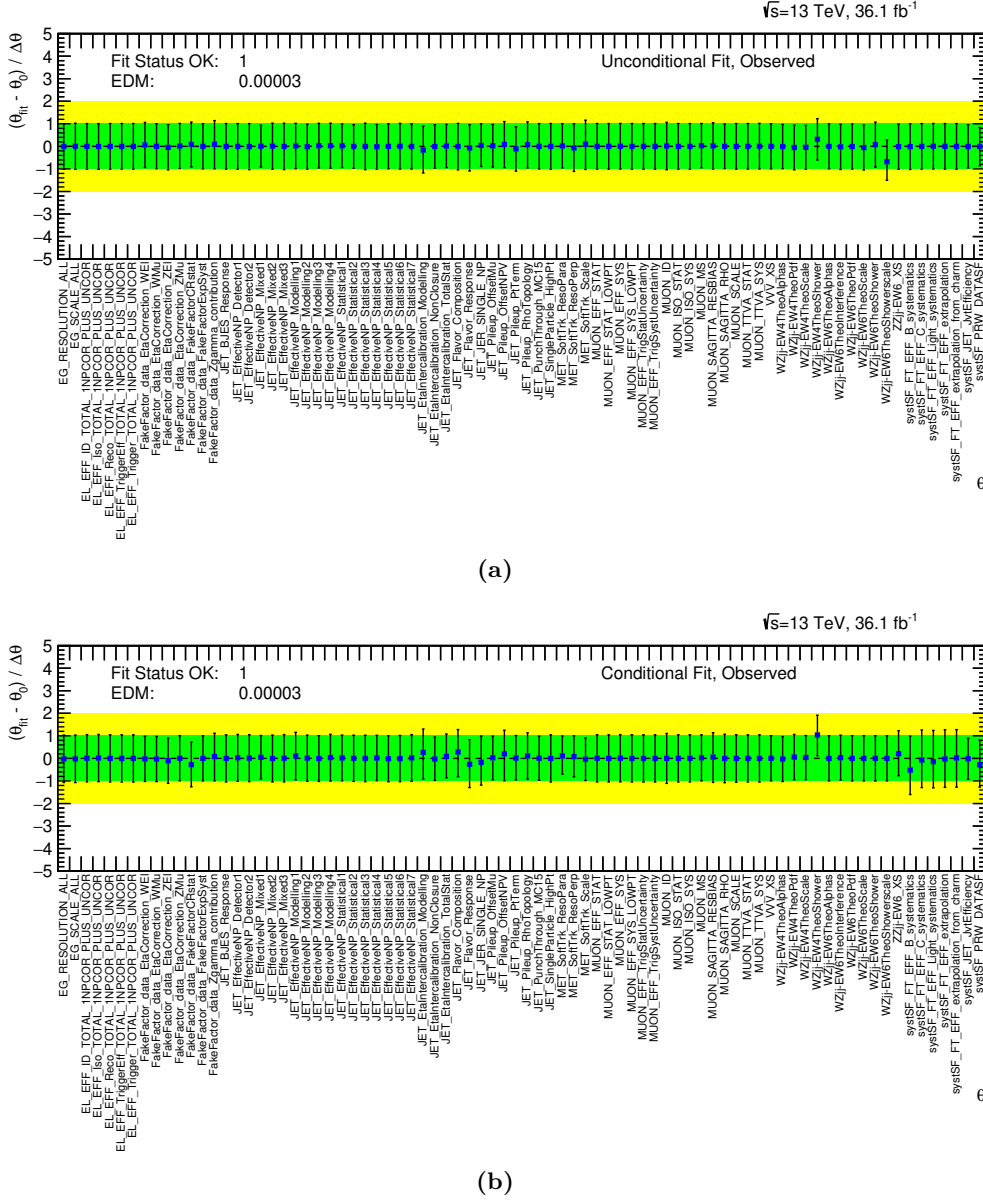 √s=13 TeV, 36.1 fb⁻¹
(θfit - θ0) / Δθ
5
4
3
2
1
0
−1
−2
−3
−4
−5
Fit Status OK: 1
EDM: 0.00003
Unconditional Fit, Observed
EG_RESOLUTION_ALL
EG_SCALE_ALL
EL_EFF_ID_TOTAL_1NPCOR_PLUS_UNCOR
EL_EFF_Iso_TOTAL_1NPCOR_PLUS_UNCOR
EL_EFF_Reco_TOTAL_1NPCOR_PLUS_UNCOR
EL_EFF_TriggerEff_TOTAL_1NPCOR_PLUS_UNCOR
EL_EFF_Trigger_TOTAL_1NPCOR_PLUS_UNCOR
FakeFactor_data_EtaCorrection_WEl
FakeFactor_data_EtaCorrection_WMu
FakeFactor_data_EtaCorrection_ZEl
FakeFactor_data_EtaCorrection_ZMu
FakeFactor_data_FakeFactorCRstat
FakeFactor_data_FakeFactorExpSyst
FakeFactor_data_Zgamma_contribution
JET_BJES_Response
JET_EffectiveNP_Detector1
JET_EffectiveNP_Detector2
JET_EffectiveNP_Mixed1
JET_EffectiveNP_Mixed2
JET_EffectiveNP_Mixed3
JET_EffectiveNP_Modelling1
JET_EffectiveNP_Modelling2
JET_EffectiveNP_Modelling3
JET_EffectiveNP_Modelling4
JET_EffectiveNP_Statistical1
JET_EffectiveNP_Statistical2
JET_EffectiveNP_Statistical3
JET_EffectiveNP_Statistical4
JET_EffectiveNP_Statistical5
JET_EffectiveNP_Statistical6
JET_EffectiveNP_Statistical7
JET_EtaIntercalibration_Modelling
JET_EtaIntercalibration_NonClosure
JET_EtaIntercalibration_TotalStat
JET_Flavor_Composition
JET_Flavor_Response
JET_JER_SINGLE_NP
JET_Pileup_OffsetMu
JET_Pileup_OffsetNPV
JET_Pileup_PtTerm
JET_Pileup_RhoTopology
JET_PunchThrough_MC15
JET_SingleParticle_HighPt
MET_SoftTrk_ResoPara
MET_SoftTrk_ResoPerp
MET_SoftTrk_Scale
MUON_EFF_STAT
MUON_EFF_STAT_LOWPT
MUON_EFF_SYS
MUON_EFF_SYS_LOWPT
MUON_EFF_TrigStatUncertainty
MUON_EFF_TrigSystUncertainty
MUON_ID
MUON_ISO_STAT
MUON_ISO_SYS
MUON_MS
MUON_SAGITTA_RESBIAS
MUON_SAGITTA_RHO
MUON_SCALE
MUON_TTVA_STAT
MUON_TTVA_SYS
VVV_XS
WZjj-EW4TheoAlphas
WZjj-EW4TheoPdf
WZjj-EW4TheoScale
WZjj-EW4TheoShower
WZjj-EW6TheoAlphas
WZjj-EW6TheoInterference
WZjj-EW6TheoPdf
WZjj-EW6TheoScale
WZjj-EW6TheoShower
WZjj-EW6TheoShowerscale
ZZjj-EW6_XS
systSF_FT_EFF_B_systematics
systSF_FT_EFF_C_systematics
systSF_FT_EFF_Light_systematics
systSF_FT_EFF_extrapolation
systSF_FT_EFF_extrapolation_from_charm
systSF_JET_JvtEfficiency
systSF_PRW_DATASF
θ
(a)
√s=13 TeV, 36.1 fb⁻¹
(θfit - θ0) / Δθ
5
4
3
2
1
0
−1
−2
−3
−4
−5
Fit Status OK: 1
EDM: 0.00003
Conditional Fit, Observed
EG_RESOLUTION_ALL
EG_SCALE_ALL
EL_EFF_ID_TOTAL_1NPCOR_PLUS_UNCOR
EL_EFF_Iso_TOTAL_1NPCOR_PLUS_UNCOR
EL_EFF_Reco_TOTAL_1NPCOR_PLUS_UNCOR
EL_EFF_TriggerEff_TOTAL_1NPCOR_PLUS_UNCOR
EL_EFF_Trigger_TOTAL_1NPCOR_PLUS_UNCOR
FakeFactor_data_EtaCorrection_WEl
FakeFactor_data_EtaCorrection_WMu
FakeFactor_data_EtaCorrection_ZEl
FakeFactor_data_EtaCorrection_ZMu
FakeFactor_data_FakeFactorCRstat
FakeFactor_data_FakeFactorExpSyst
FakeFactor_data_Zgamma_contribution
JET_BJES_Response
JET_EffectiveNP_Detector1
JET_EffectiveNP_Detector2
JET_EffectiveNP_Mixed1
JET_EffectiveNP_Mixed2
JET_EffectiveNP_Mixed3
JET_EffectiveNP_Modelling1
JET_EffectiveNP_Modelling2
JET_EffectiveNP_Modelling3
JET_EffectiveNP_Modelling4
JET_EffectiveNP_Statistical1
JET_EffectiveNP_Statistical2
JET_EffectiveNP_Statistical3
JET_EffectiveNP_Statistical4
JET_EffectiveNP_Statistical5
JET_EffectiveNP_Statistical6
JET_EffectiveNP_Statistical7
JET_EtaIntercalibration_Modelling
JET_EtaIntercalibration_NonClosure
JET_EtaIntercalibration_TotalStat
JET_Flavor_Composition
JET_Flavor_Response
JET_JER_SINGLE_NP
JET_Pileup_OffsetMu
JET_Pileup_OffsetNPV
JET_Pileup_PtTerm
JET_Pileup_RhoTopology
JET_PunchThrough_MC15
JET_SingleParticle_HighPt
MET_SoftTrk_ResoPara
MET_SoftTrk_ResoPerp
MET_SoftTrk_Scale
MUON_EFF_STAT
MUON_EFF_STAT_LOWPT
MUON_EFF_SYS
MUON_EFF_SYS_LOWPT
MUON_EFF_TrigStatUncertainty
MUON_EFF_TrigSystUncertainty
MUON_ID
MUON_ISO_STAT
MUON_ISO_SYS
MUON_MS
MUON_SAGITTA_RESBIAS
MUON_SAGITTA_RHO
MUON_SCALE
MUON_TTVA_STAT
MUON_TTVA_SYS
VVV_XS
WZjj-EW4TheoAlphas
WZjj-EW4TheoPdf
WZjj-EW4TheoScale
WZjj-EW4TheoShower
WZjj-EW6TheoAlphas
WZjj-EW6TheoInterference
WZjj-EW6TheoPdf
WZjj-EW6TheoScale
WZjj-EW6TheoShower
WZjj-EW6TheoShowerscale
ZZjj-EW6_XS
systSF_FT_EFF_B_systematics
systSF_FT_EFF_C_systematics
systSF_FT_EFF_Light_systematics
systSF_FT_EFF_extrapolation
systSF_FT_EFF_extrapolation_from_charm
systSF_JET_JvtEfficiency
systSF_PRW_DATASF
θ
(b)